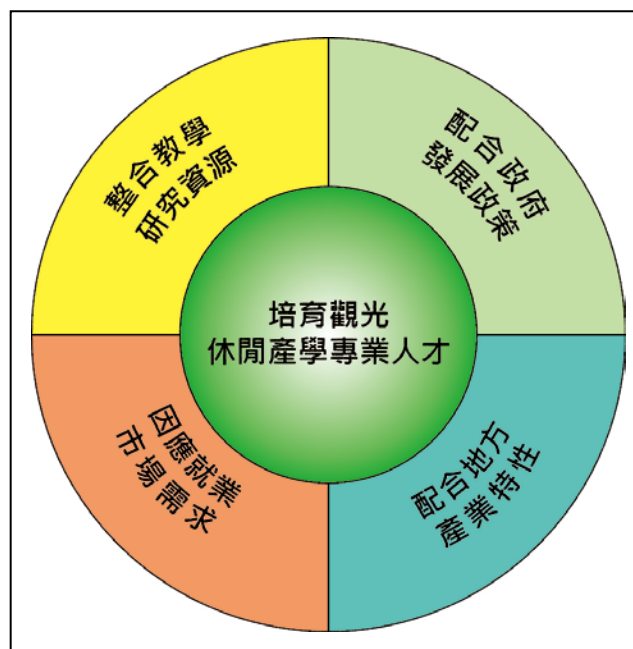 整合教學
研究資源
配合政府
發展政策
培育觀光
休閒產學專業人才
因應就業
市場需求
配合地方
產業特性